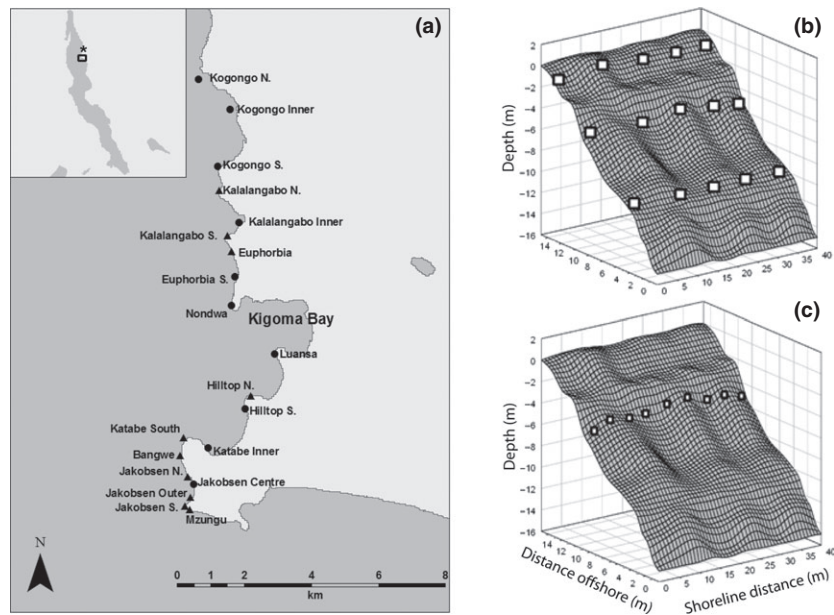 (a)
*
Kogongo N.
Kogongo Inner
Kogongo S.
Kalalangabo N.
Kalalangabo Inner
Kalalangabo S.
Euphorbia
Euphorbia S.
Nondwa
Kigoma Bay
Luansa
Hilltop N.
Hilltop S.
Katabe South
Katabe Inner
Bangwe
Jakobsen N.
Jakobsen Centre
Jakobsen Outer
Jakobsen S.
Mzungu
N
0 2 4 6 8
km
(b)
2
0
−2
−4
−6
−8
−10
−12
−14
−16
Depth (m)
14 12 10 8 6 4 2 0
0 5 10 15 20 25 30 35 40
(c)
2
0
−2
−4
−6
−8
−10
−12
−14
−16
Depth (m)
14 12 10 8 6 4 2 0
0 5 10 15 20 25 30 35 40
Distance offshore (m)
Shoreline distance (m)